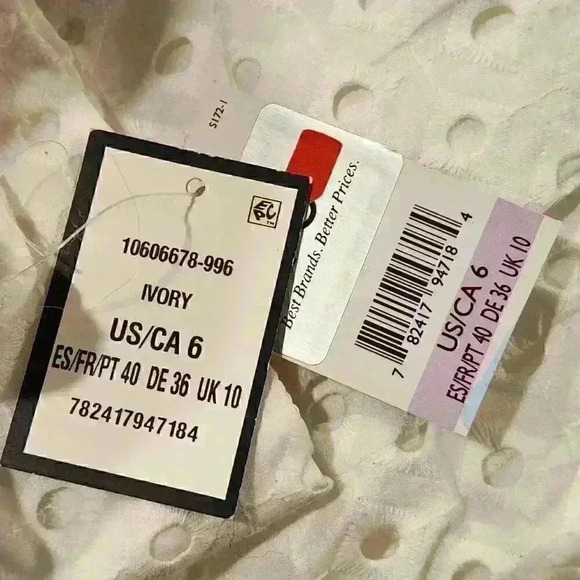 10606678-996
IVORY
US/CA 6
ES/FR/PT 40 DE 36 UK 10
782417947184
S172-1
Best Brands. Better Prices.
7 82417 94718 4
US/CA 6
ES/FR/PT 40 DE 36 UK 10